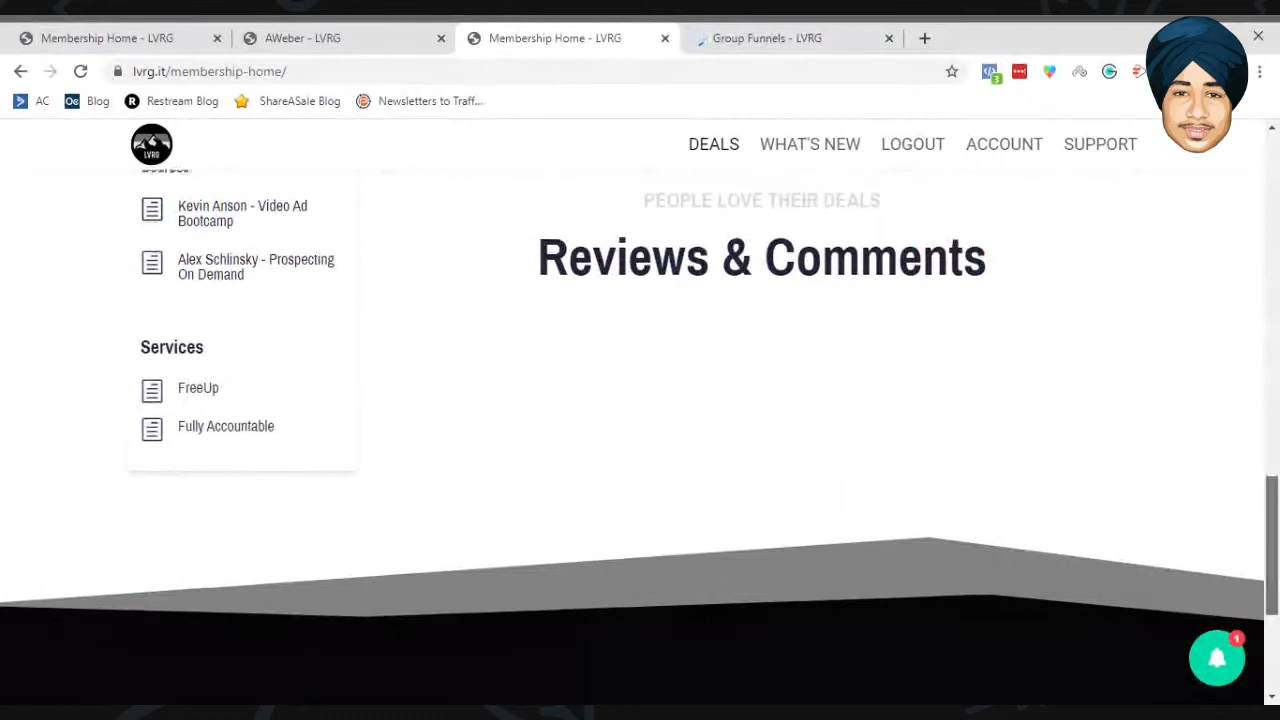 Membership Home - LVRG
AWeber - LVRG
Membership Home - LVRG
Group Funnels - LVRG
lvrg.it/membership-home/
3
AC
Blog
Restream Blog
ShareASale Blog
Newsletters to Traff...
LVRG
DEALS
WHAT'S NEW
LOGOUT
ACCOUNT
SUPPORT
Kevin Anson - Video Ad
Bootcamp
Alex Schlinsky - Prospecting
On Demand
Services
FreeUp
Fully Accountable
PEOPLE LOVE THEIR DEALS
Reviews & Comments
1